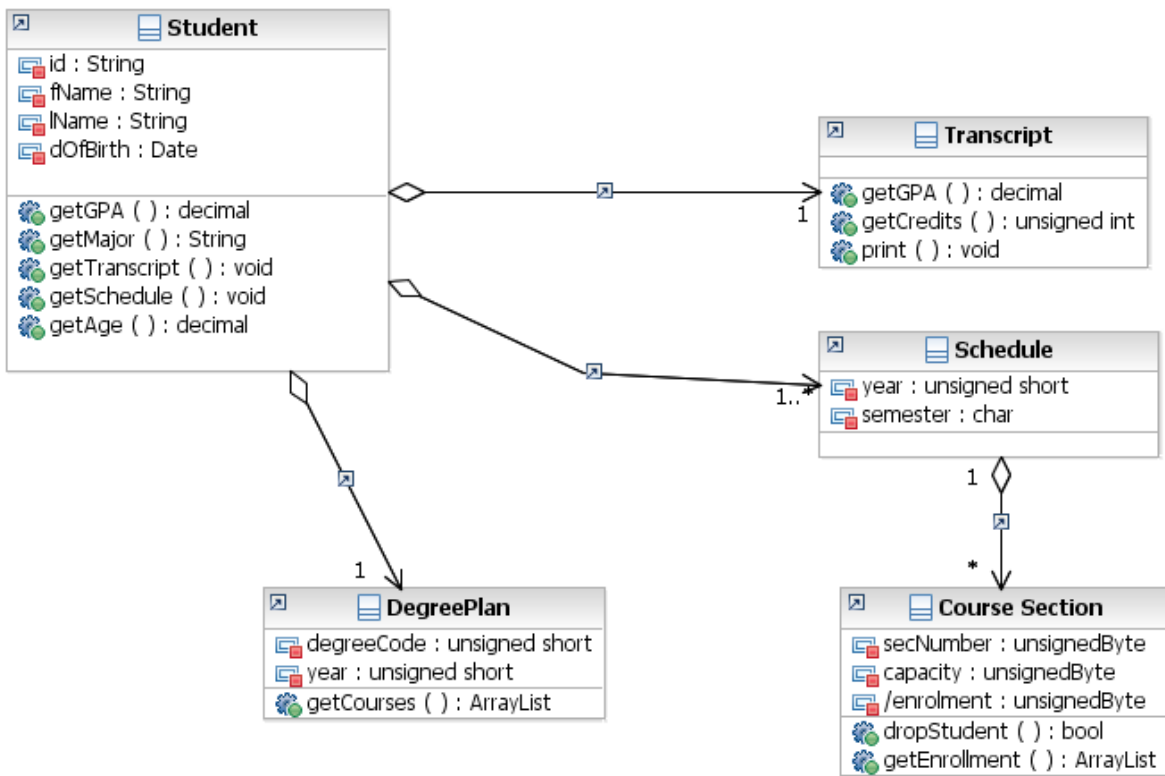 Student
id : String
fName : String
lName : String
dOfBirth : Date
getGPA ( ) : decimal
getMajor ( ) : String
getTranscript ( ) : void
getSchedule ( ) : void
getAge ( ) : decimal
Transcript
getGPA ( ) : decimal
getCredits ( ) : unsigned int
print ( ) : void
1
Schedule
year : unsigned short
semester : char
1..*
1
*
1
DegreePlan
degreeCode : unsigned short
year : unsigned short
getCourses ( ) : ArrayList
Course Section
secNumber : unsignedByte
capacity : unsignedByte
/enrolment : unsignedByte
dropStudent ( ) : bool
getEnrollment ( ) : ArrayList